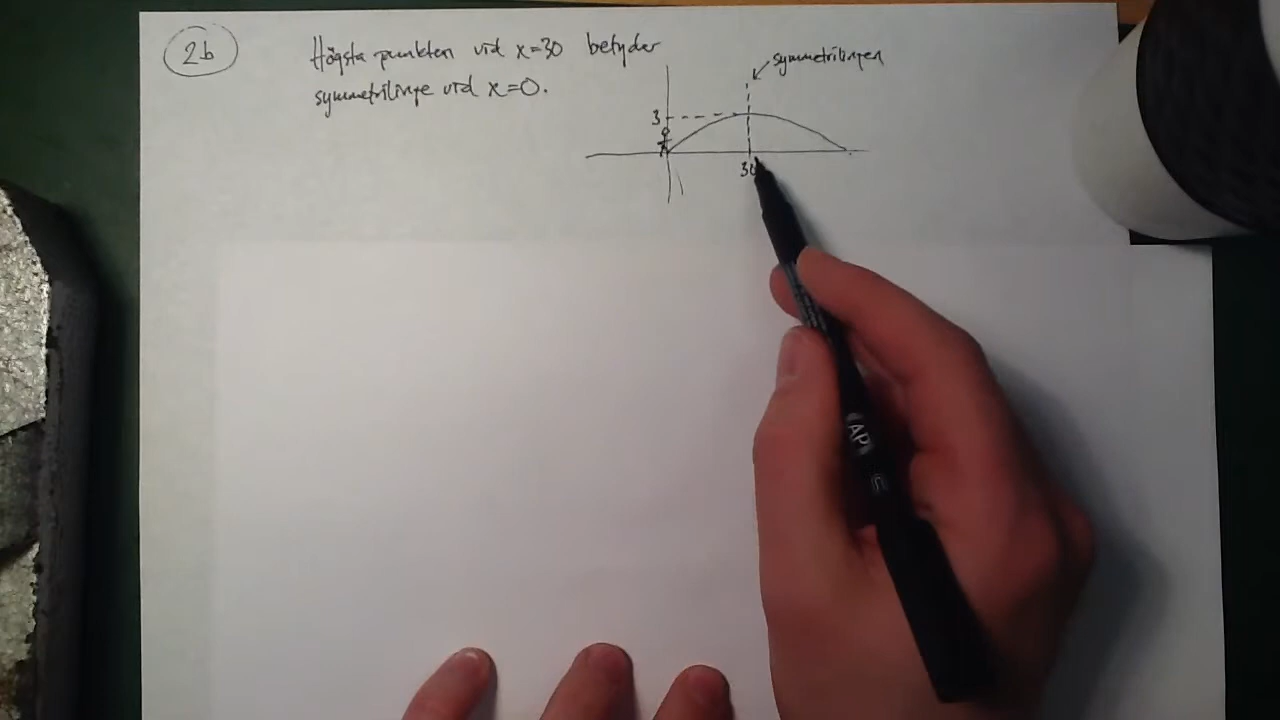 2b
Högsta punkten vid x=30 betyder
symmetrilinje vid x=0.
symmetrilinjen
3
30